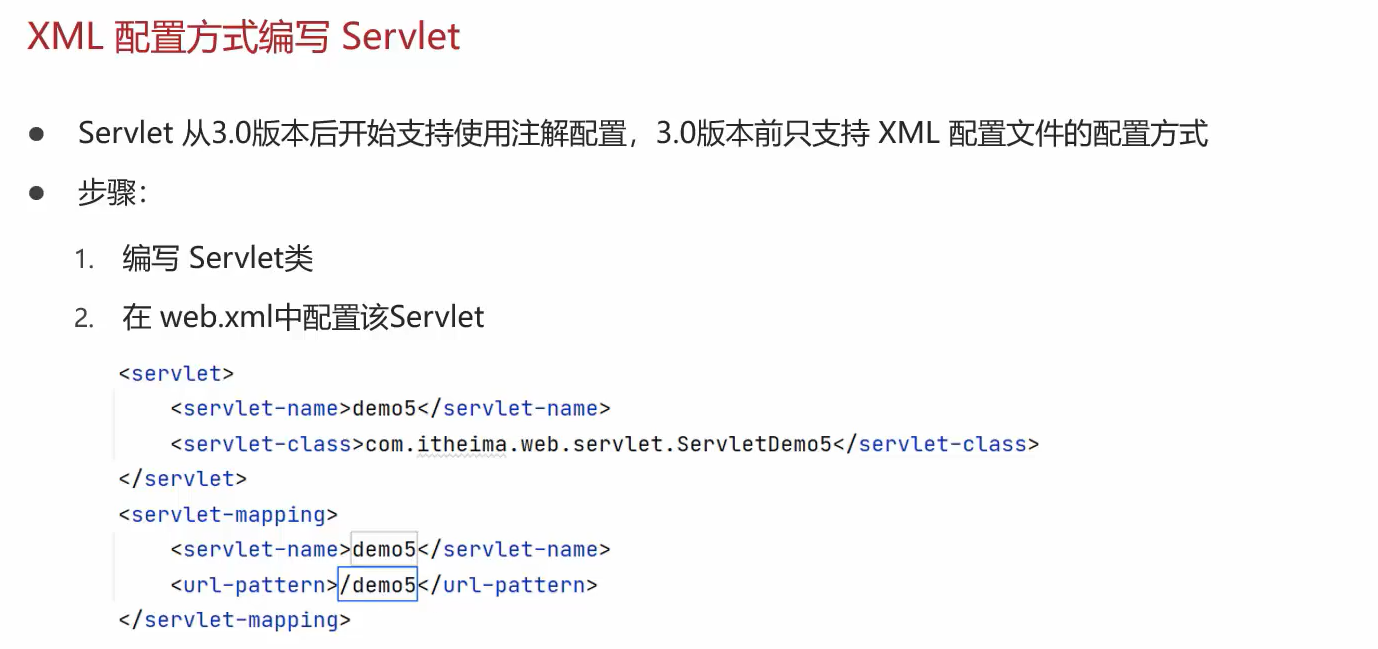 XML 配置方式编写 Servlet
● Servlet 从3.0版本后开始支持使用注解配置，3.0版本前只支持 XML 配置文件的配置方式
● 步骤：
1. 编写 Servlet类
2. 在 web.xml中配置该Servlet
<servlet>
<servlet-name>demo5</servlet-name>
<servlet-class>com.itheima.web.servlet.ServletDemo5</servlet-class>
</servlet>
<servlet-mapping>
<servlet-name>demo5</servlet-name>
<url-pattern>/demo5</url-pattern>
</servlet-mapping>